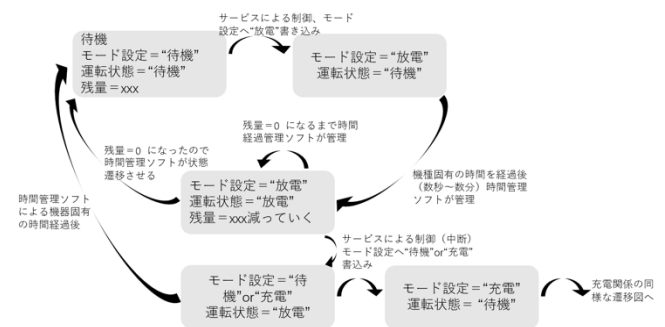 サービスによる制御、モード
設定へ“放電”書き込み
待機
モード設定＝“待機”
運転状態＝“待機”
残量＝xxx
モード設定＝“放電”
運転状態＝“待機”
残量＝0 になるまで時間
経過管理ソフトが管理
残量＝0 になったので
時間管理ソフトが状態
遷移させる
機種固有の時間を経過後
（数秒～数分）時間管理
ソフトが管理
モード設定＝“放電”
運転状態＝“放電”
残量＝xxx減っていく
時間管理ソフト
による機器固有
の時間経過後
サービスによる制御（中断）
モード設定へ“待機”or“充電”
書込み
モード設定＝“待
機”or“充電”
運転状態＝“放電”
モード設定＝“充電”
運転状態＝“待機”
充電関係の同
様な遷移図へ